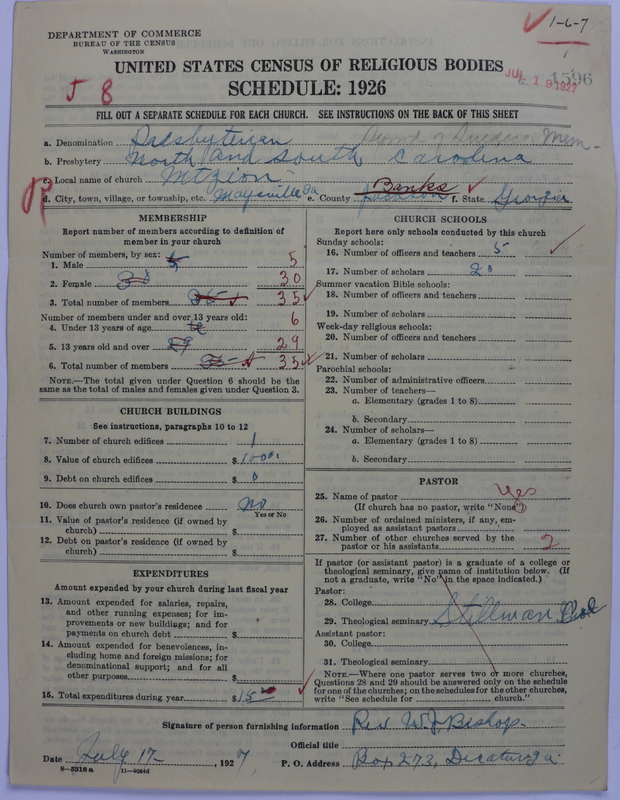 1-6-7
DEPARTMENT OF COMMERCE
BUREAU OF THE CENSUS
WASHINGTON
UNITED STATES CENSUS OF RELIGIOUS BODIES
SCHEDULE: 1926
JUL 19 1927
1596
58
FILL OUT A SEPARATE SCHEDULE FOR EACH CHURCH. SEE INSTRUCTIONS ON THE BACK OF THIS SHEET
a. Denomination Presbyterian
b. Presbytery North and South Carolina
c. Local name of church Mt Zion
d. City, town, village, or township, etc. Maysville Ga e. County Jackson Banks f. State Georgia
MEMBERSHIP
Report number of members according to definition of member in your church
Number of members, by sex:
1. Male 5 5
2. Female 30 30
3. Total number of members 35 35
Number of members under and over 13 years old:
4. Under 13 years of age 6
5. 13 years old and over 29 29
6. Total number of members 35 35
NOTE.—The total given under Question 6 should be the same as the total of males and females given under Question 3.
CHURCH BUILDINGS
See instructions, paragraphs 10 to 12
7. Number of church edifices 1
8. Value of church edifices $1000
9. Debt on church edifices $ 0
10. Does church own pastor's residence No
Yes or No
11. Value of pastor's residence (if owned by church) $
12. Debt on pastor's residence (if owned by church) $
EXPENDITURES
Amount expended by your church during last fiscal year
13. Amount expended for salaries, repairs, and other running expenses; for improvements or new buildings; and for payments on church debt $
14. Amount expended for benevolences, including home and foreign missions; for denominational support; and for all other purposes $
15. Total expenditures during year $15
CHURCH SCHOOLS
Report here only schools conducted by this church
Sunday schools:
16. Number of officers and teachers 5
17. Number of scholars 20
Summer vacation Bible schools:
18. Number of officers and teachers
19. Number of scholars
Week-day religious schools:
20. Number of officers and teachers
21. Number of scholars
Parochial schools:
22. Number of administrative officers
23. Number of teachers—
a. Elementary (grades 1 to 8)
b. Secondary
24. Number of scholars—
a. Elementary (grades 1 to 8)
b. Secondary
PASTOR
25. Name of pastor Yes
(If church has no pastor, write "None")
26. Number of ordained ministers, if any, employed as assistant pastors
27. Number of other churches served by the pastor or his assistants 2
If pastor (or assistant pastor) is a graduate of a college or theological seminary, give name of institution below. (If not a graduate, write "No" in the space indicated.)
Pastor:
28. College
29. Theological seminary Stillman
Assistant pastor:
30. College
31. Theological seminary
NOTE.—Where one pastor serves two or more churches, Questions 28 and 29 should be answered only on the schedule for one of the churches; on the schedules for the other churches, write "See schedule for church."
Signature of person furnishing information Rev W J Bishop
Official title
Date July 17 , 1927 P. O. Address Box 273, Decatur Ga
8-5318a 11-9064d